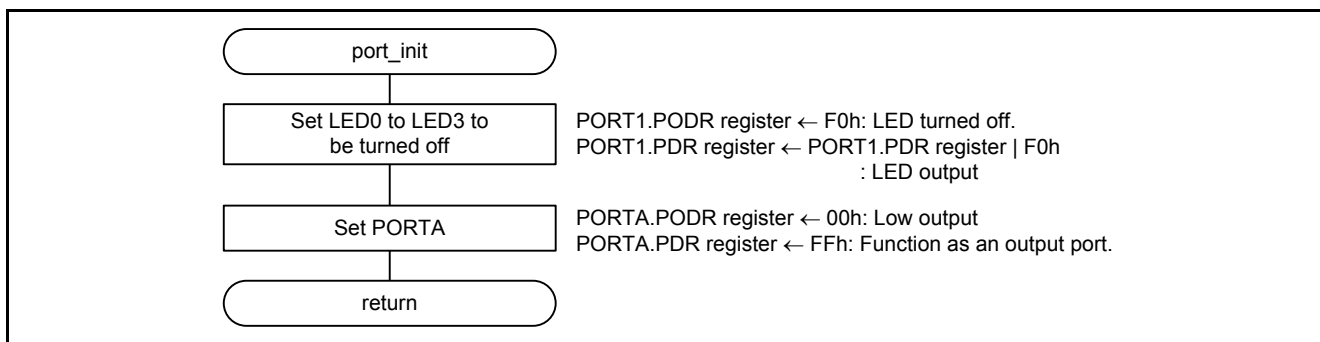 port_init
Set LED0 to LED3 to
be turned off
PORT1.PODR register ← F0h: LED turned off.
PORT1.PDR register ← PORT1.PDR register | F0h
: LED output
Set PORTA
PORTA.PODR register ← 00h: Low output
PORTA.PDR register ← FFh: Function as an output port.
return